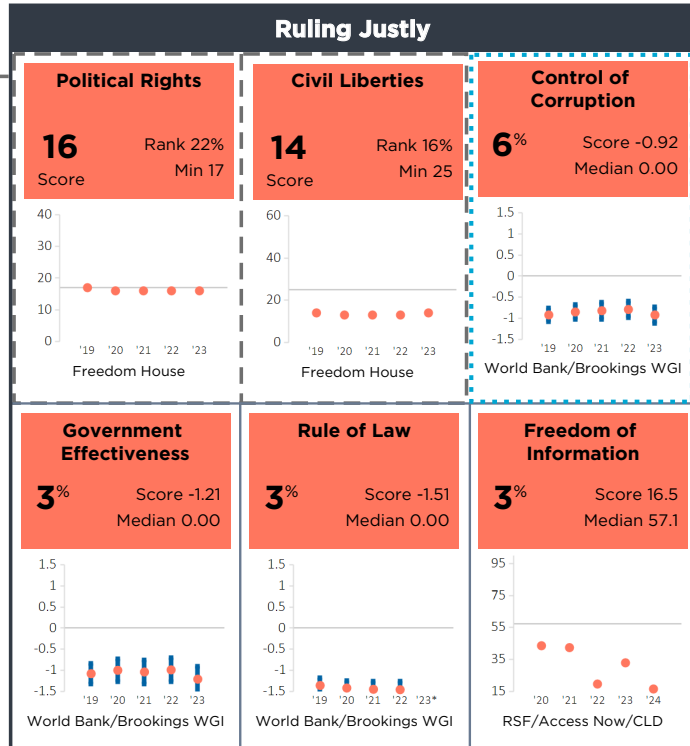 Ruling Justly
Political Rights
16
Score
Rank 22%
Min 17
40
30
20
10
0
'19 '20 '21 '22 '23
Freedom House
Civil Liberties
14
Score
Rank 16%
Min 25
60
40
20
0
'19 '20 '21 '22 '23
Freedom House
Control of
Corruption
6%
Score -0.92
Median 0.00
1.5
1
0.5
0
-0.5
-1
-1.5
'19 '20 '21 '22 '23
World Bank/Brookings WGI
Government
Effectiveness
3%
Score -1.21
Median 0.00
1.5
1
0.5
0
-0.5
-1
-1.5
'19 '20 '21 '22 '23
World Bank/Brookings WGI
Rule of Law
3%
Score -1.51
Median 0.00
1.5
1
0.5
0
-0.5
-1
-1.5
'19 '20 '21 '22 '23*
World Bank/Brookings WGI
Freedom of
Information
3%
Score 16.5
Median 57.1
95
75
55
35
15
'20 '21 '22 '23 '24
RSF/Access Now/CLD